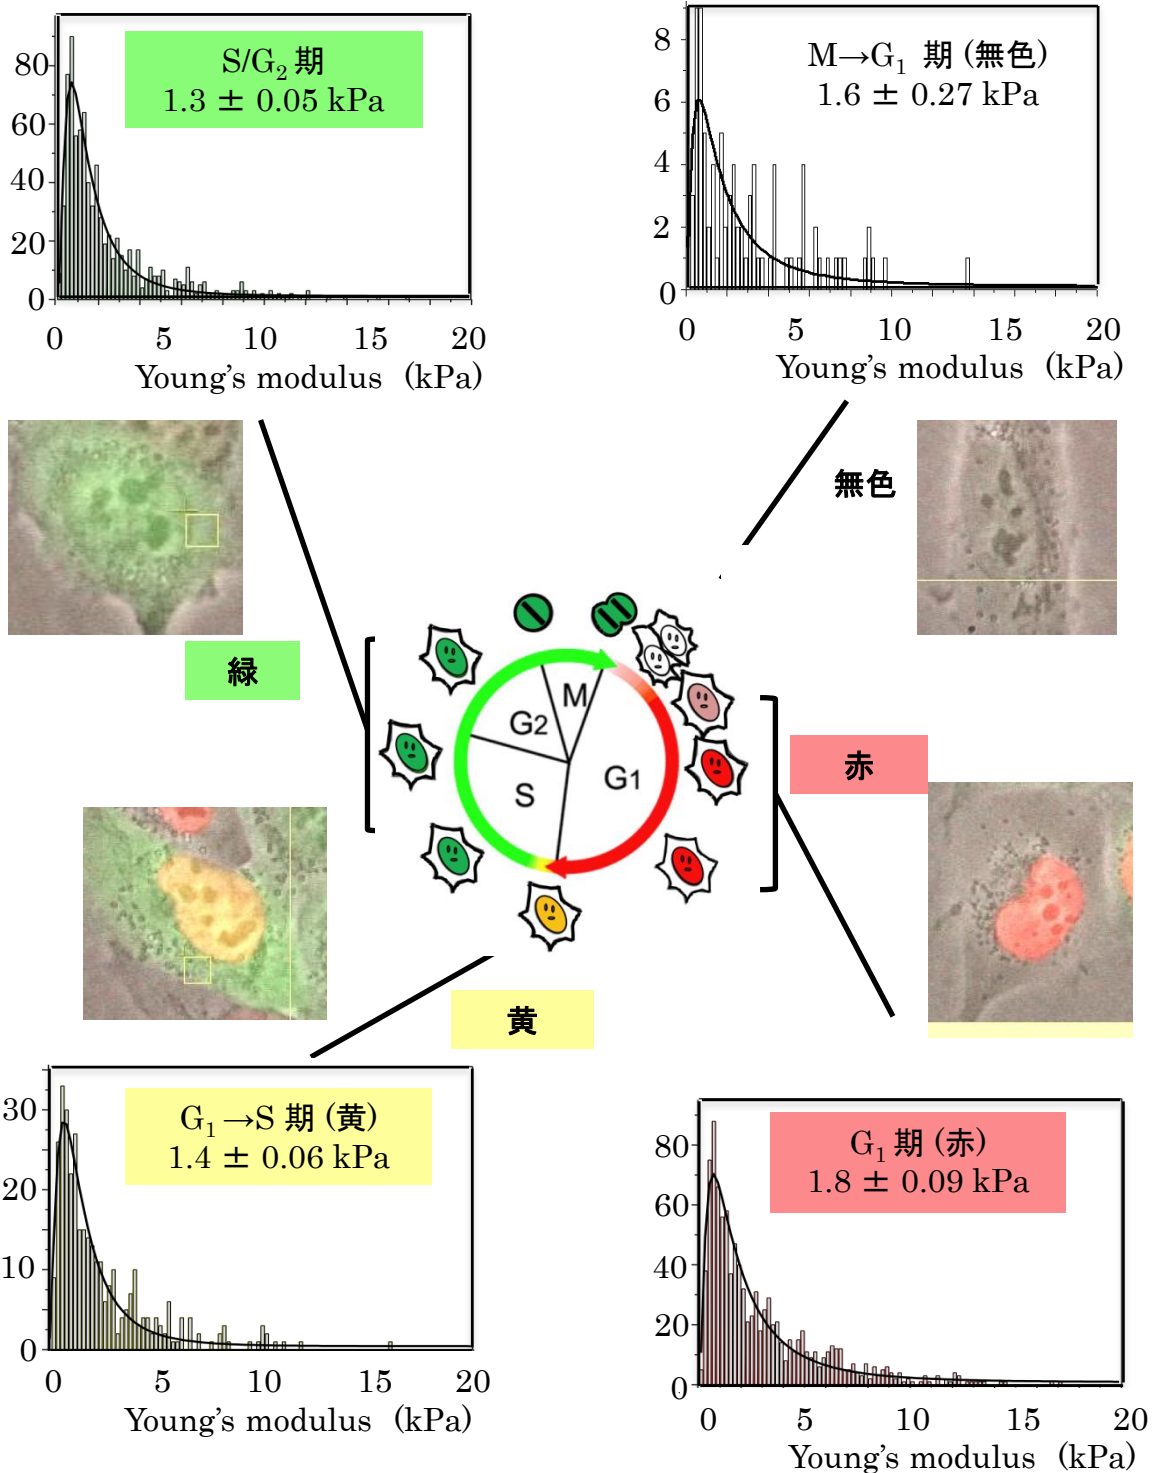 S/G₂ 期
1.3 ± 0.05 kPa
80
60
40
20
0
0 5 10 15 20
Young's modulus (kPa)
M→G₁ 期 (無色)
1.6 ± 0.27 kPa
8
6
4
2
0
0 5 10 15 20
Young's modulus (kPa)
無色
緑
M
G2
S
G1
赤
黄
G₁→S 期 (黄)
1.4 ± 0.06 kPa
30
20
10
0
0 5 10 15 20
Young's modulus (kPa)
G₁ 期 (赤)
1.8 ± 0.09 kPa
80
60
40
20
0
0 5 10 15 20
Young's modulus (kPa)